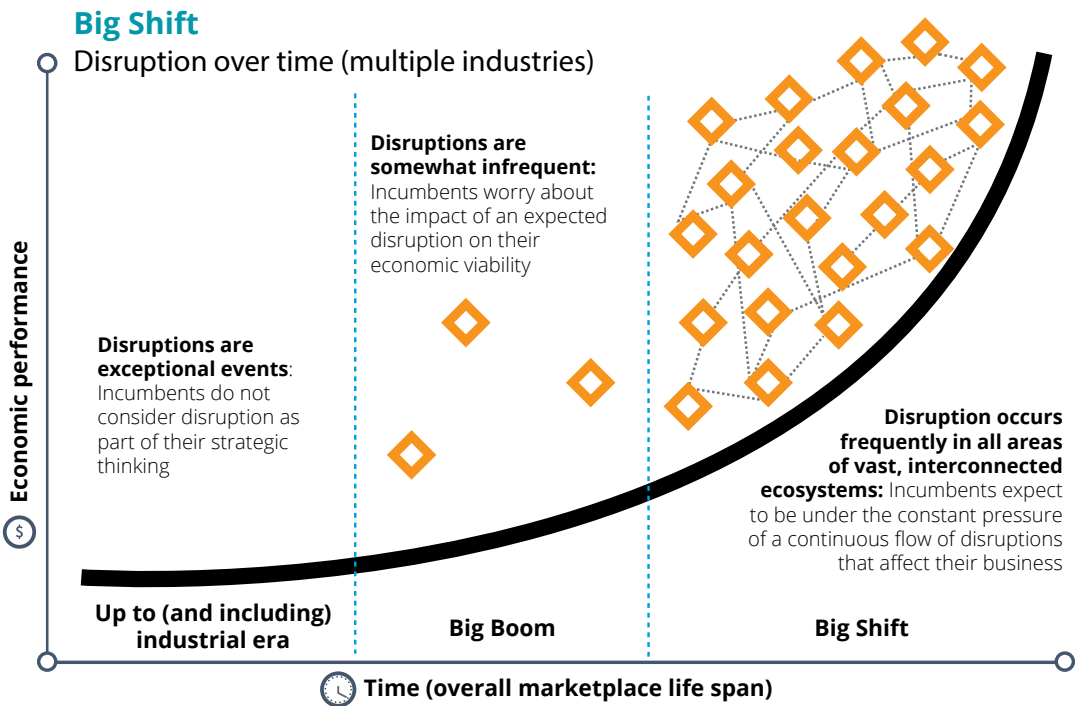 Big Shift
Disruption over time (multiple industries)
Economic performance
$
Disruptions are
exceptional events:
Incumbents do not
consider disruption as
part of their strategic
thinking
Disruptions are
somewhat infrequent:
Incumbents worry about
the impact of an expected
disruption on their
economic viability
Disruption occurs
frequently in all areas
of vast, interconnected
ecosystems: Incumbents expect
to be under the constant pressure
of a continuous flow of disruptions
that affect their business
Up to (and including)
industrial era
Big Boom
Big Shift
Time (overall marketplace life span)